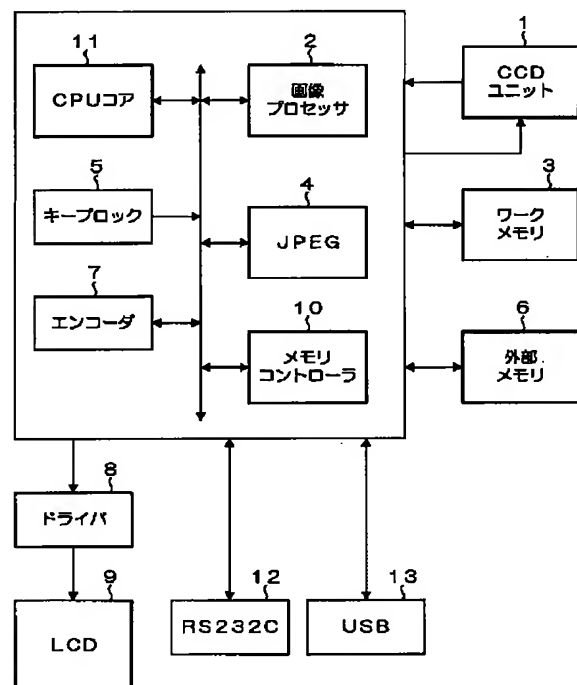 11
CPUコア
2
画像
プロセッサ
1
CCD
ユニット
5
キーブロック
4
JPEG
3
ワーク
メモリ
7
エンコーダ
10
メモリ
コントローラ
6
外部
メモリ
8
ドライバ
9
LCD
12
RS232C
13
USB